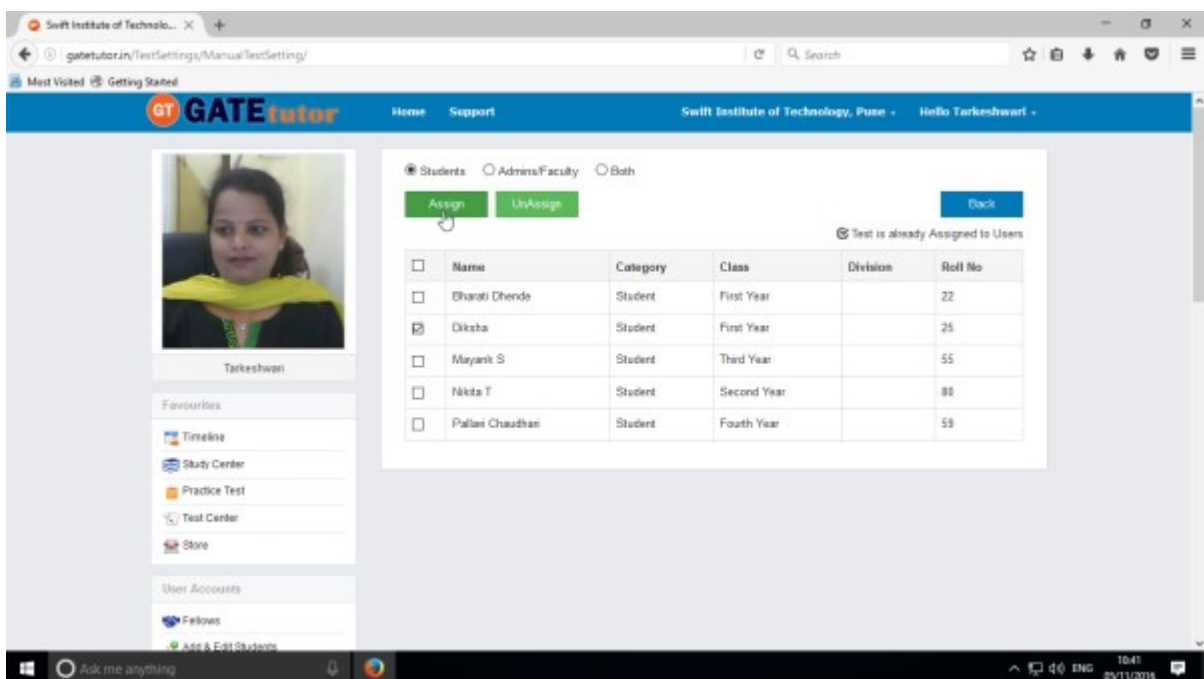 Swift Institute of Technolo...
gatetutor.in/TestSettings/ManualTestSetting/
Search
Most Visited Getting Started
GT GATEtutor Home Support Swift Institute of Technology, Pune Hello Tarkeshwari
Students Admins/Faculty Both
Assign UnAssign Back
Test is already Assigned to Users
Name Category Class Division Roll No
Bharati Dhende Student First Year 22
Diksha Student First Year 25
Mayank S Student Third Year 55
Nikita T Student Second Year 80
Pallavi Chaudhari Student Fourth Year 59
Tarkeshwari
Favourites
Timeline
Study Center
Practice Test
Test Center
Store
User Accounts
Fellows
Add & Edit Students
Ask me anything
ENG
10:41
05/11/2016